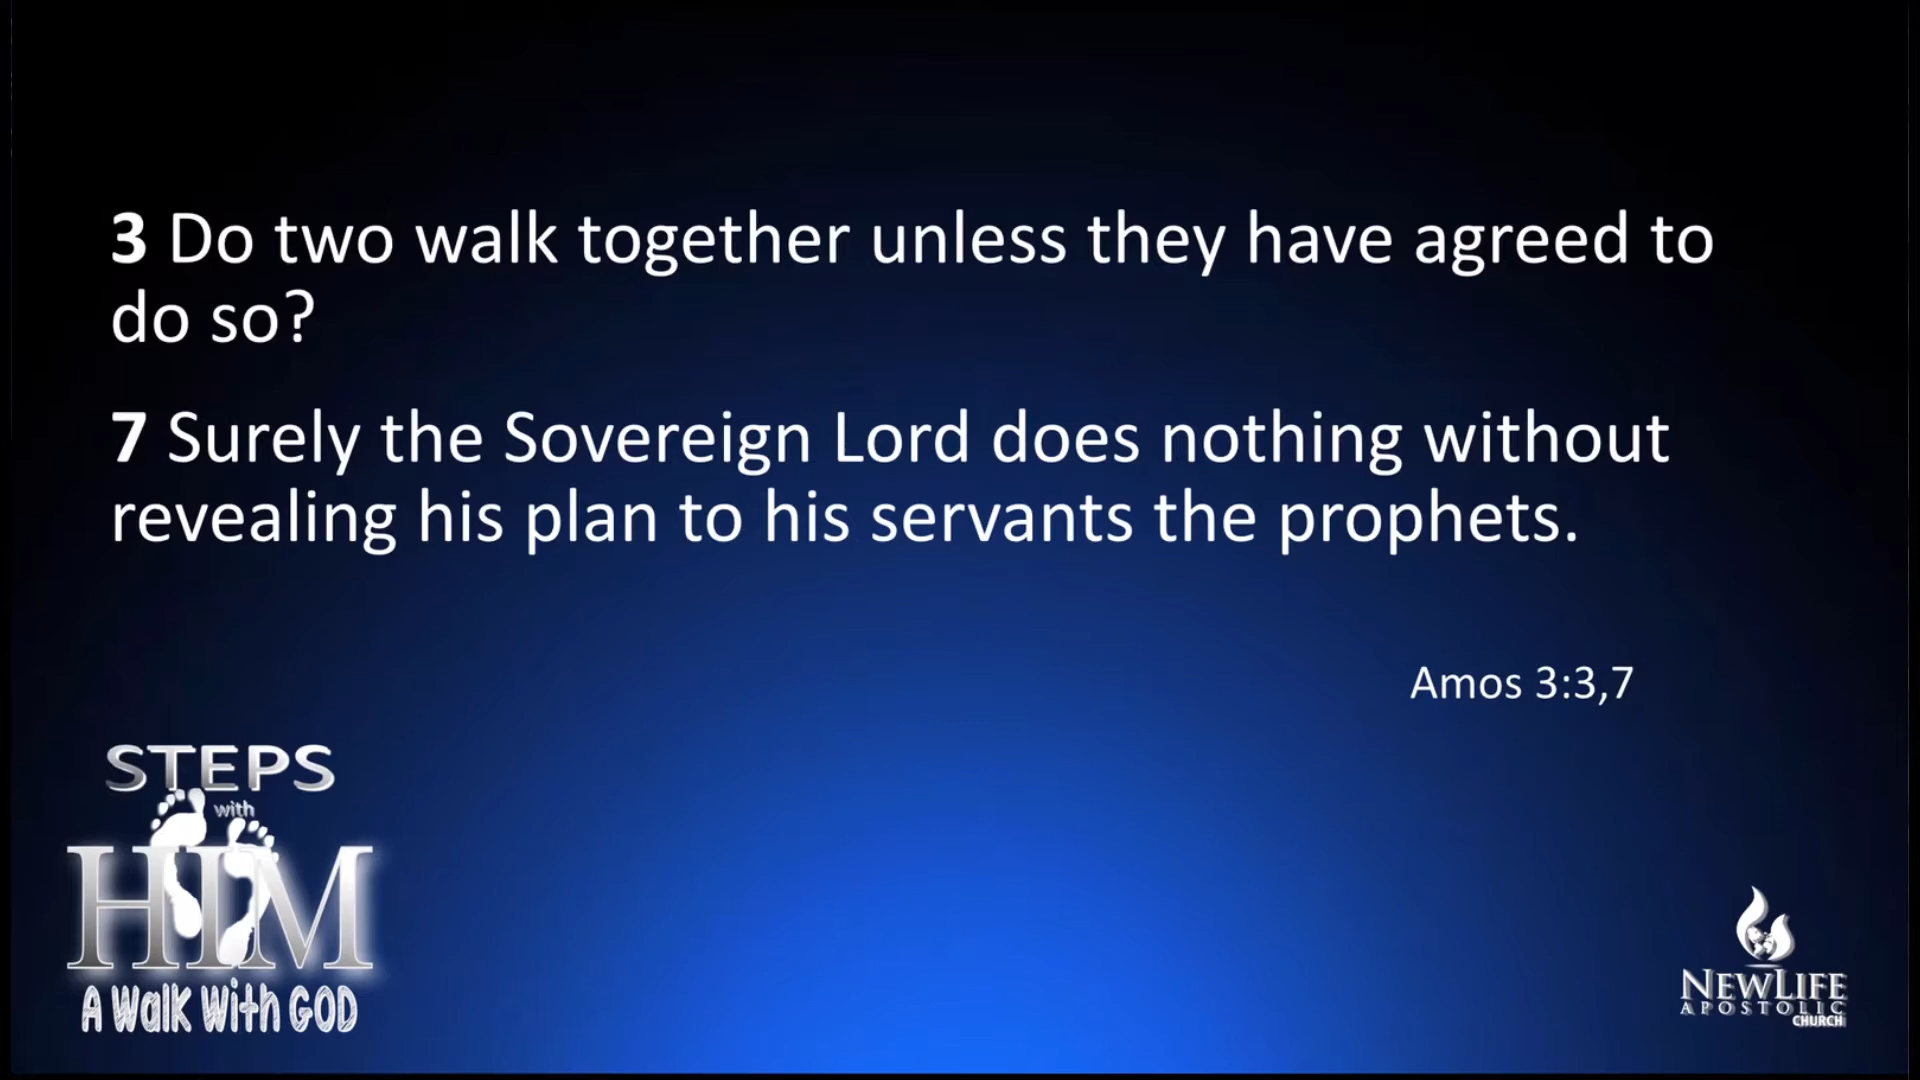 3 Do two walk together unless they have agreed to
do so?
7 Surely the Sovereign Lord does nothing without
revealing his plan to his servants the prophets.
Amos 3:3,7
STEPS
with
HIM
A Walk With GOD
NEWLIFE
APOSTOLIC
CHURCH